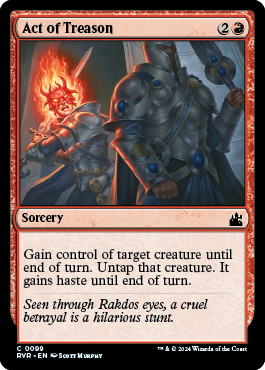 Act of Treason 2
Sorcery
Gain control of target creature until
end of turn. Untap that creature. It
gains haste until end of turn.
Seen through Rakdos eyes, a cruel
betrayal is a hilarious stunt.
C 0099
RVR • EN Scott Murphy
™ & © 2024 Wizards of the Coast